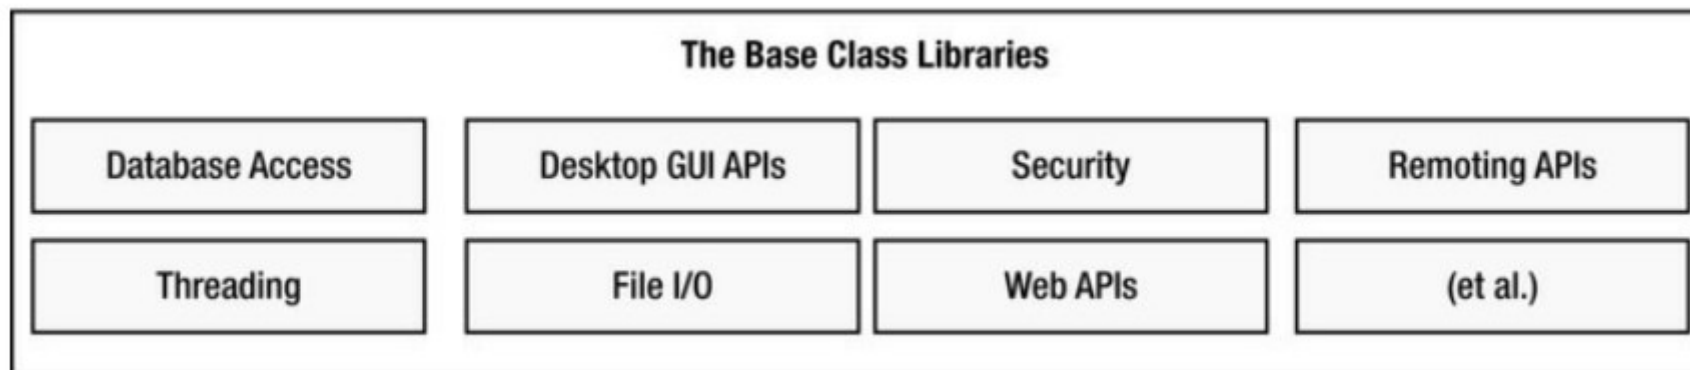 The Base Class Libraries
Database Access
Desktop GUI APIs
Security
Remoting APIs
Threading
File I/O
Web APIs
(et al.)